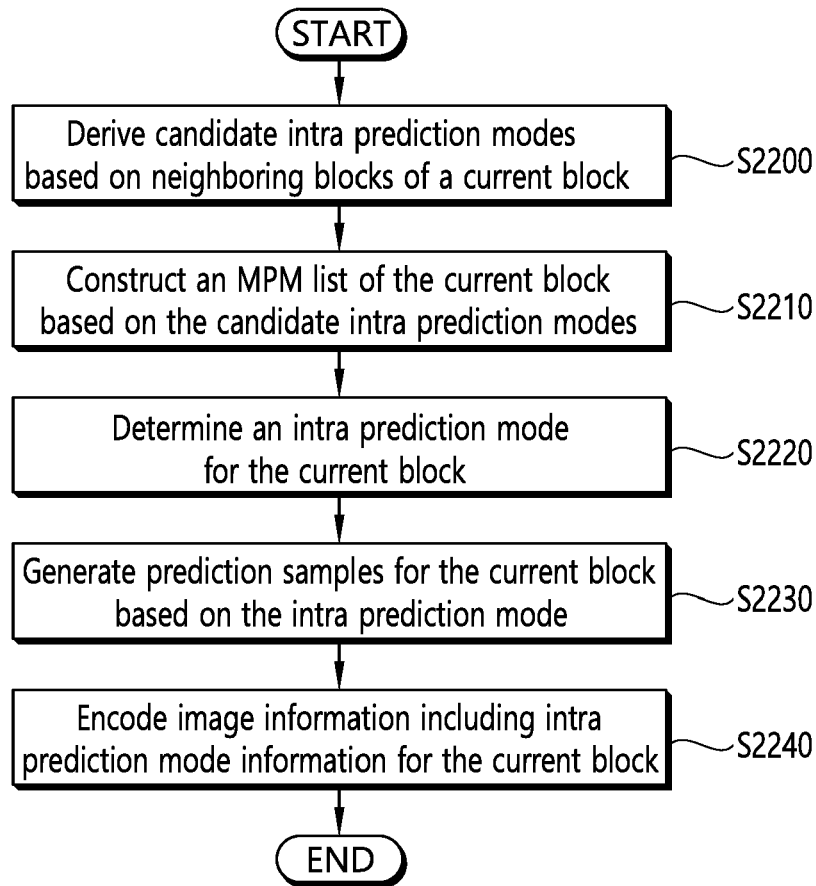 START
Derive candidate intra prediction modes
based on neighboring blocks of a current block
S2200
Construct an MPM list of the current block
based on the candidate intra prediction modes
S2210
Determine an intra prediction mode
for the current block
S2220
Generate prediction samples for the current block
based on the intra prediction mode
S2230
Encode image information including intra
prediction mode information for the current block
S2240
END